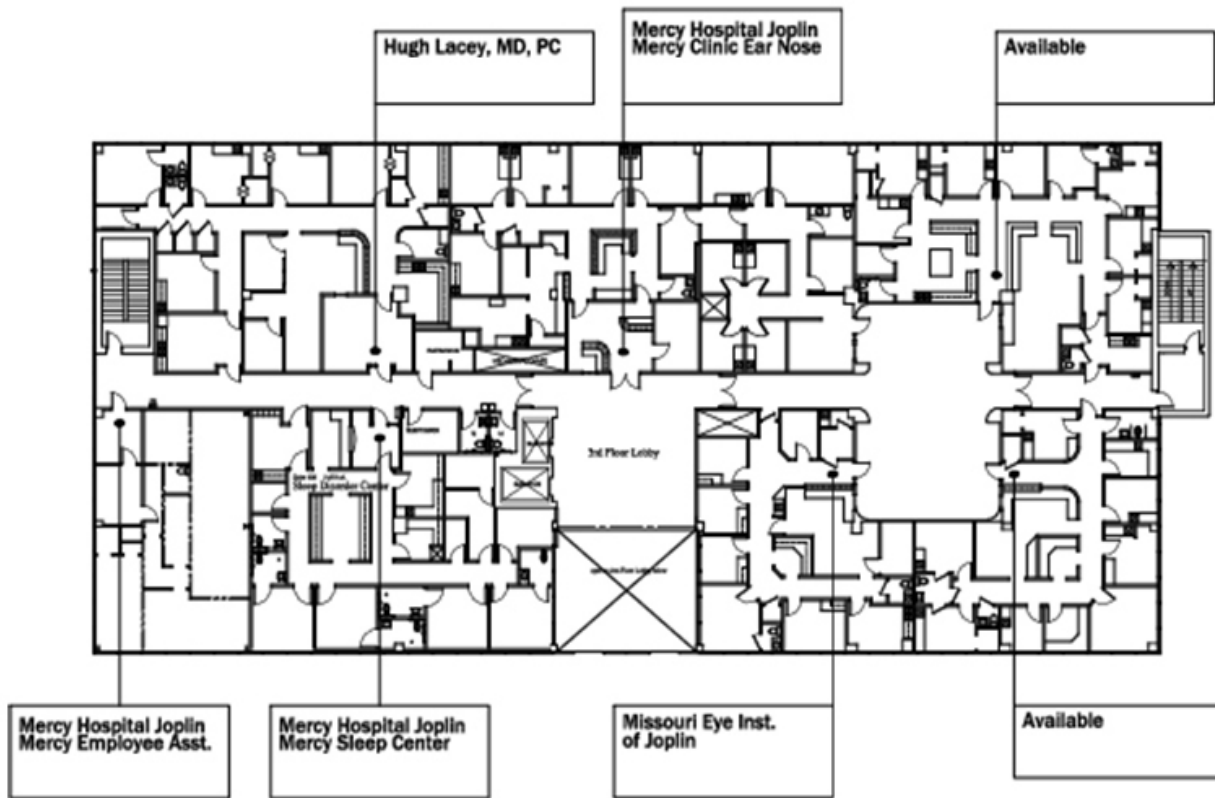 Hugh Lacey, MD, PC
Mercy Hospital Joplin
Mercy Clinic Ear Nose
Available
3rd Floor Lobby
Sleep Disorder Center
Mercy Hospital Joplin
Mercy Employee Asst.
Mercy Hospital Joplin
Mercy Sleep Center
Missouri Eye Inst.
of Joplin
Available